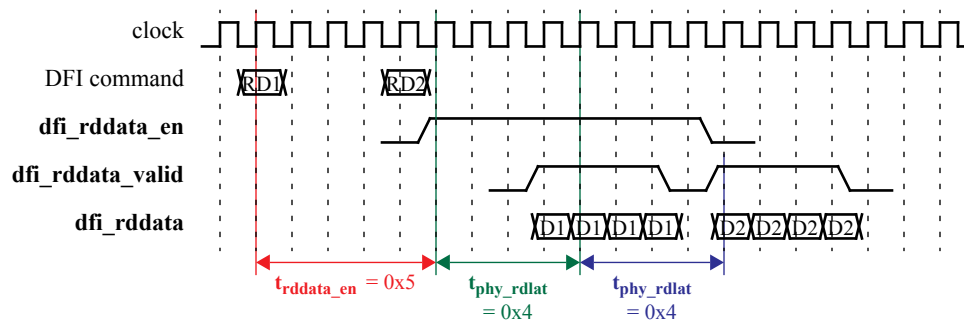 clock
DFI command RD1 RD2
dfi_rddata_en
dfi_rddata_valid
dfi_rddata D1 D1 D1 D1 D2 D2 D2 D2
trddata_en = 0x5 tphy_rdlat tphy_rdlat
= 0x4 = 0x4